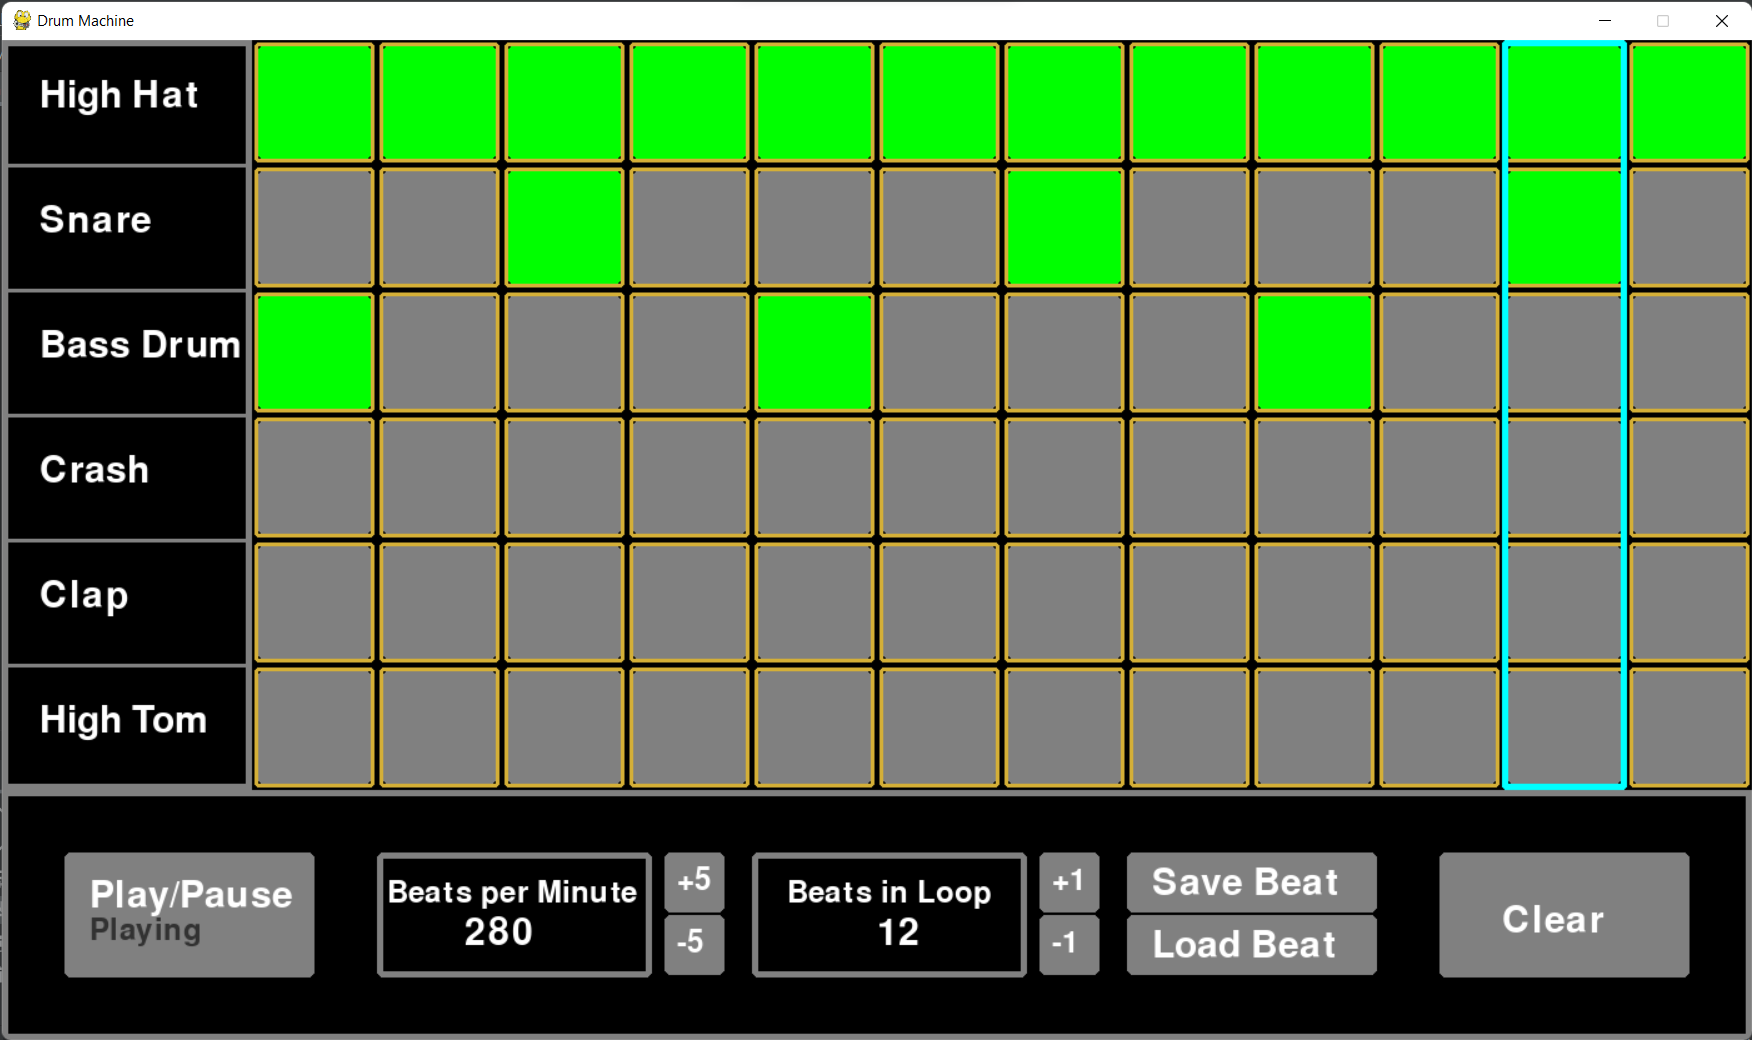 Drum Machine
High Hat
Snare
Bass Drum
Crash
Clap
High Tom
Play/Pause
Playing
Beats per Minute
280
+5
-5
Beats in Loop
12
+1
-1
Save Beat
Load Beat
Clear